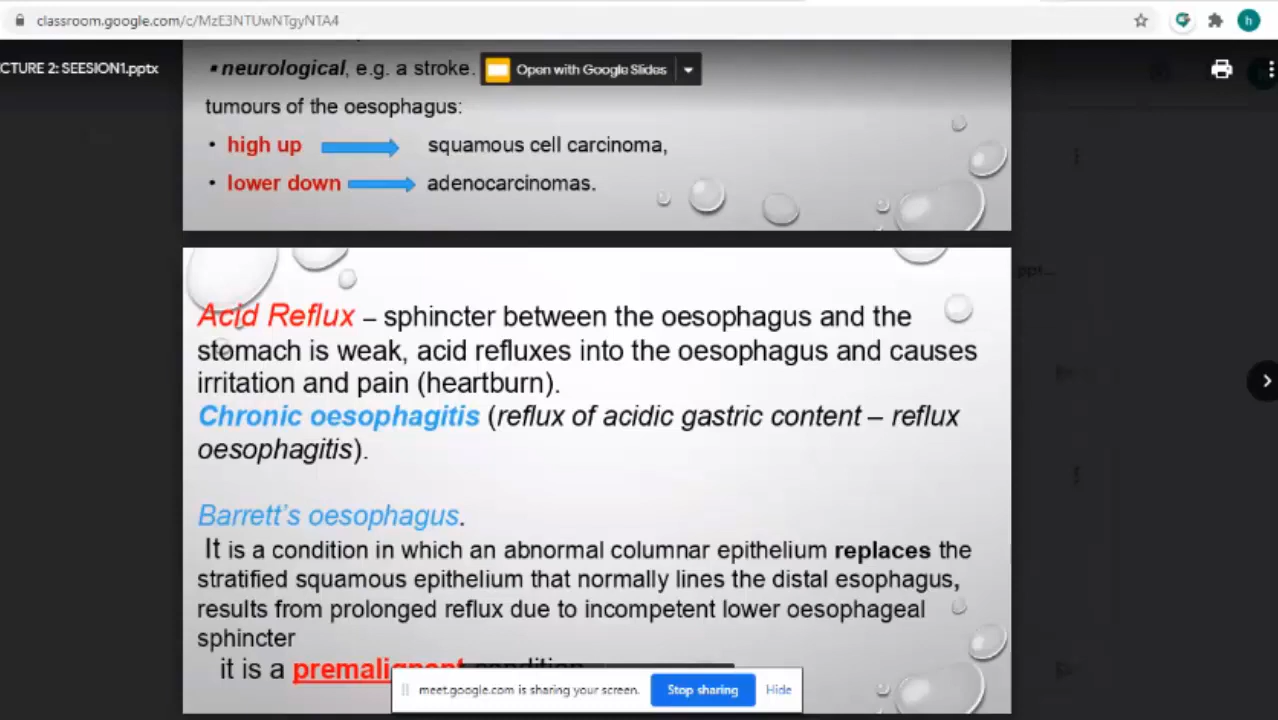 classroom.google.com/c/MzE3NTUwNTgyNTA4
h
CTURE 2: SEESION1.pptx
▪neurological, e.g. a stroke.
Open with Google Slides
tumours of the oesophagus:
• high up squamous cell carcinoma,
• lower down adenocarcinomas.
Acid Reflux – sphincter between the oesophagus and the
stomach is weak, acid refluxes into the oesophagus and causes
irritation and pain (heartburn).
Chronic oesophagitis (reflux of acidic gastric content – reflux
oesophagitis).
Barrett's oesophagus.
It is a condition in which an abnormal columnar epithelium replaces the
stratified squamous epithelium that normally lines the distal esophagus,
results from prolonged reflux due to incompetent lower oesophageal
sphincter
it is a premalignant condition
meet.google.com is sharing your screen.
Stop sharing
Hide